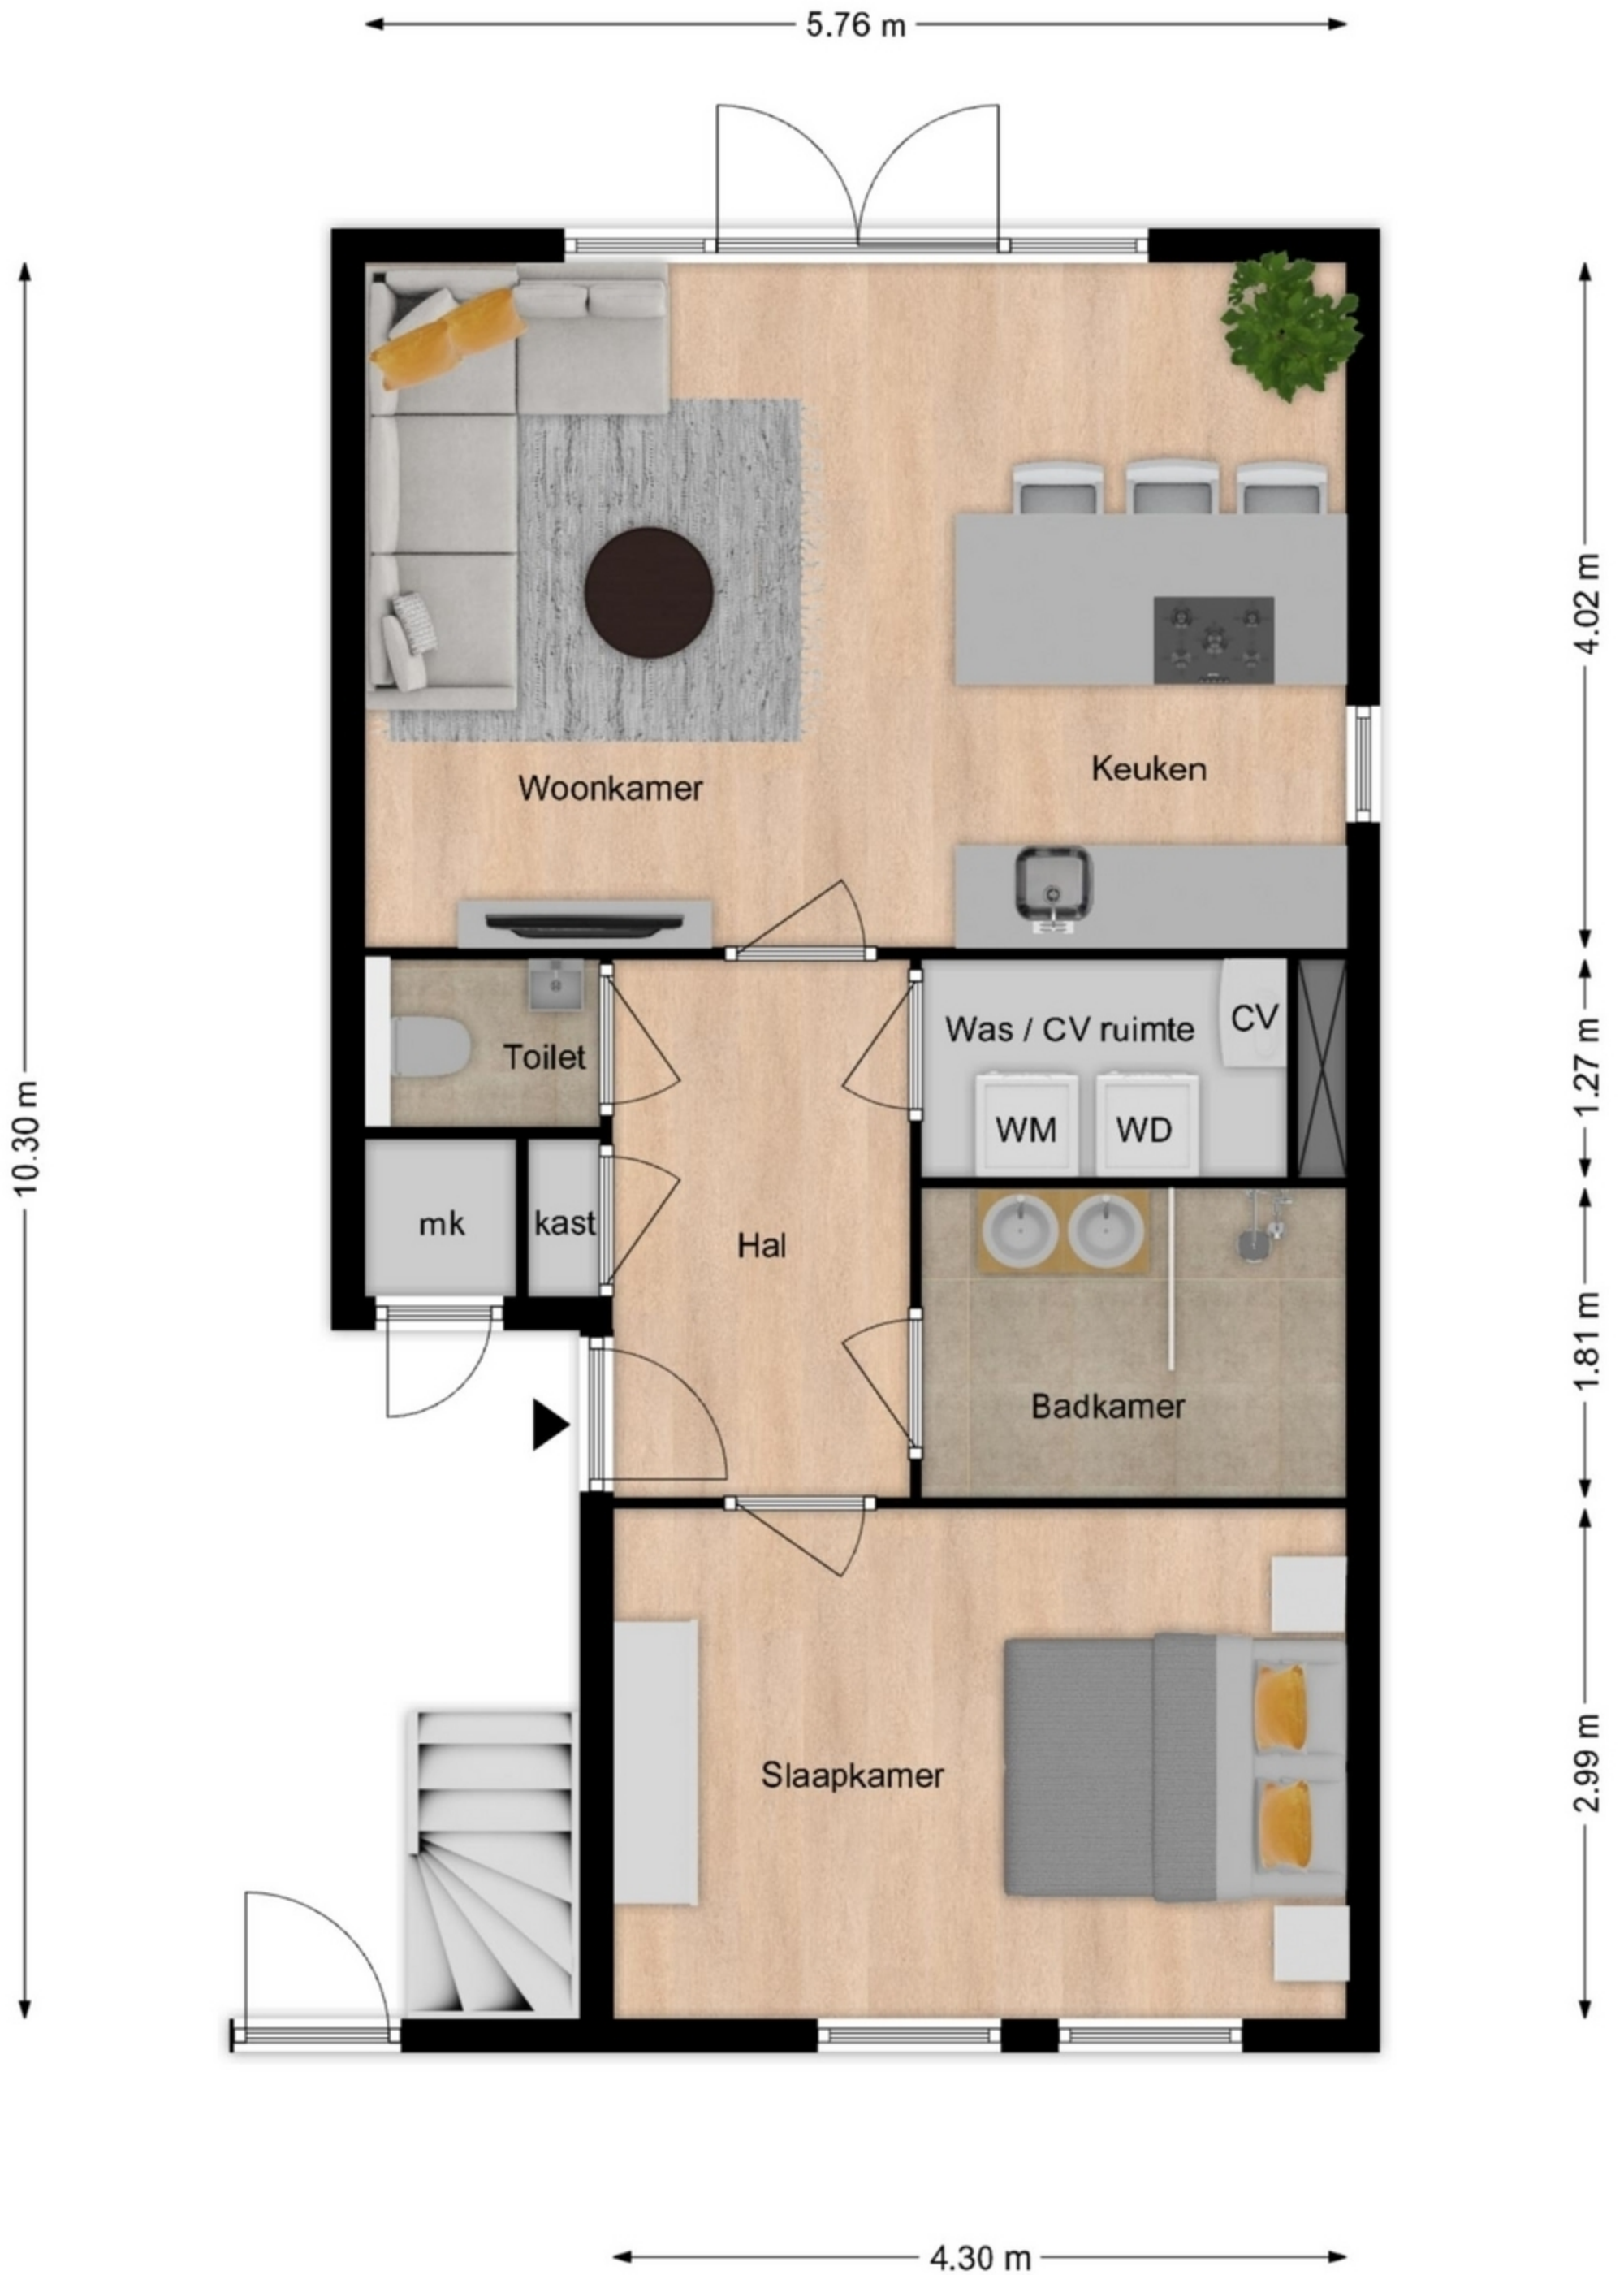 5.76 m
4.02 m
Keuken
Woonkamer
CV
Was / CV ruimte
Toilet
1.27 m
WM
WD
10.30 m
mk
kast
Hal
1.81 m
Badkamer
Slaapkamer
2.99 m
4.30 m